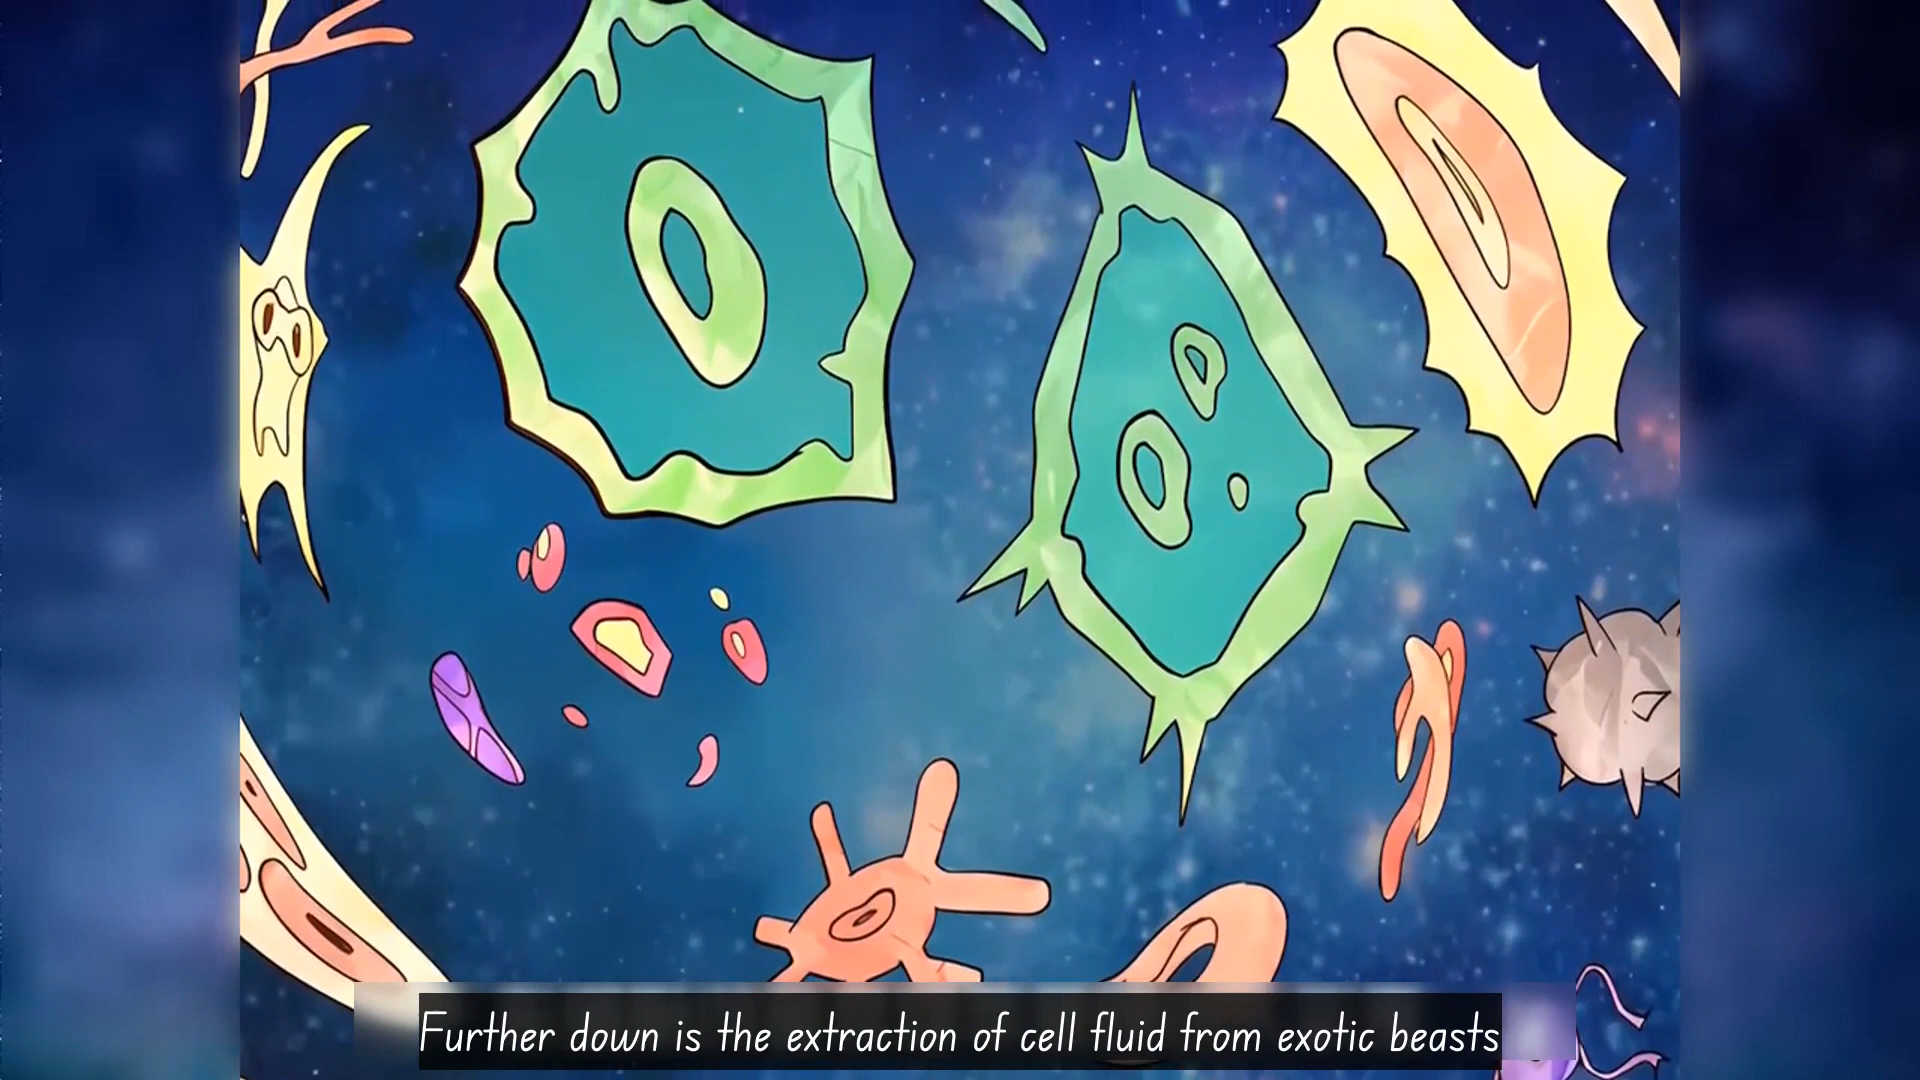 Further down is the extraction of cell fluid from exotic beasts